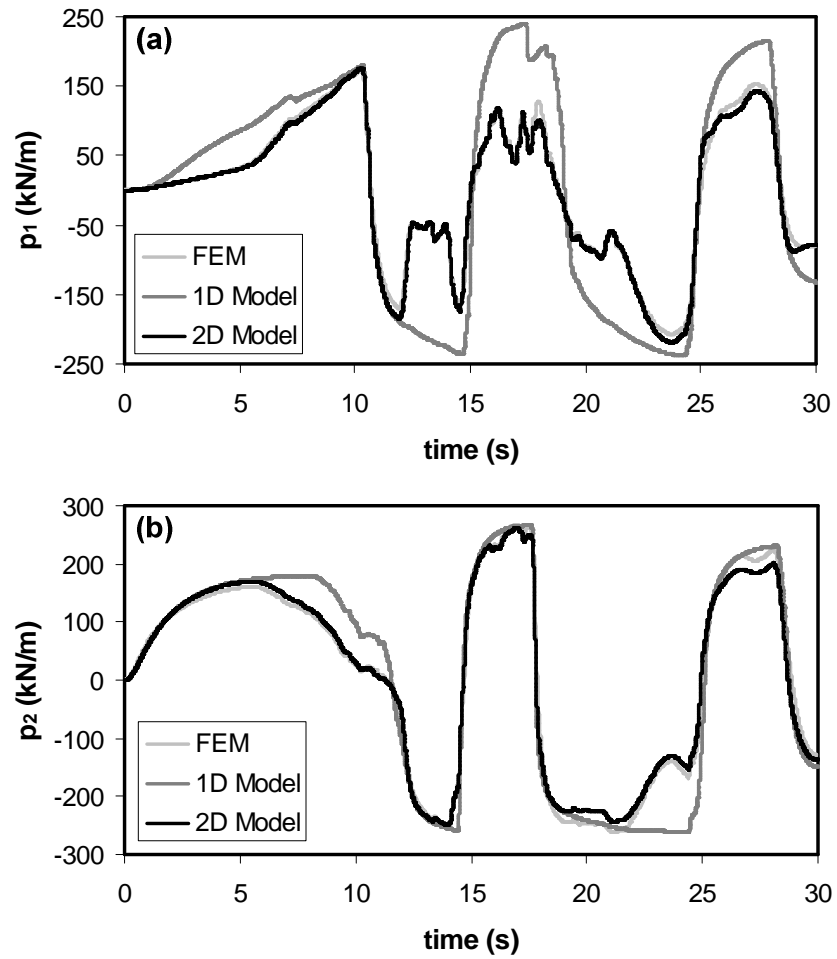 (a)
250
150
50
-50
-150
-250
p1 (kN/m)
FEM
1D Model
2D Model
0 5 10 15 20 25 30
time (s)
(b)
300
200
100
0
-100
-200
-300
p2 (kN/m)
FEM
1D Model
2D Model
0 5 10 15 20 25 30
time (s)